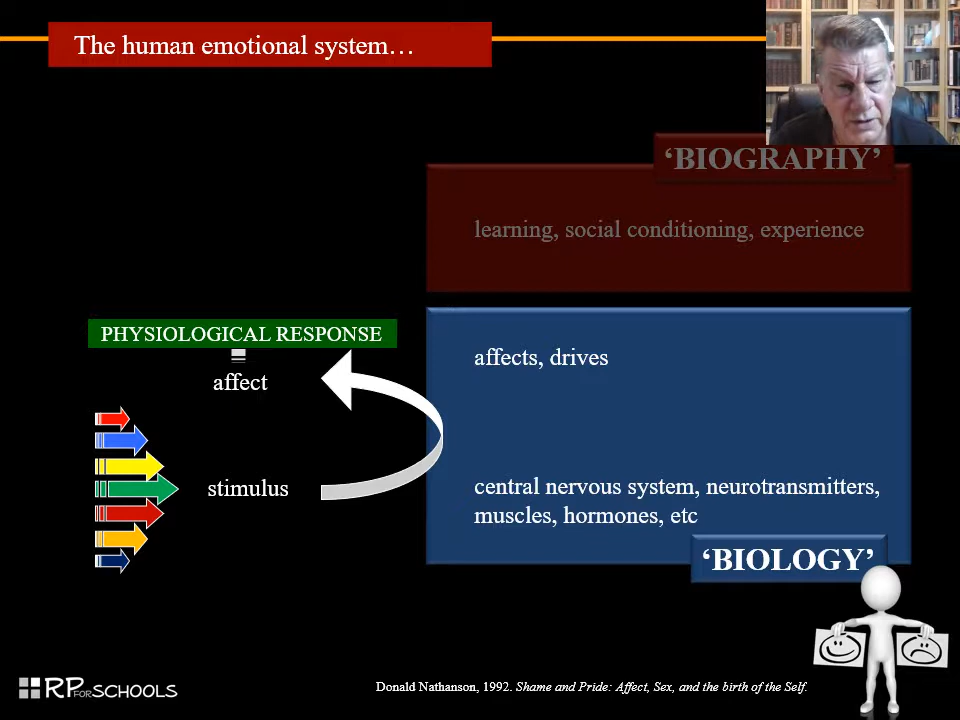 The human emotional system…
‘BIOGRAPHY’
learning, social conditioning, experience
PHYSIOLOGICAL RESPONSE
affects, drives
affect
stimulus
central nervous system, neurotransmitters,
muscles, hormones, etc
‘BIOLOGY’
RP FOR SCHOOLS
Donald Nathanson, 1992. Shame and Pride: Affect, Sex, and the birth of the Self.